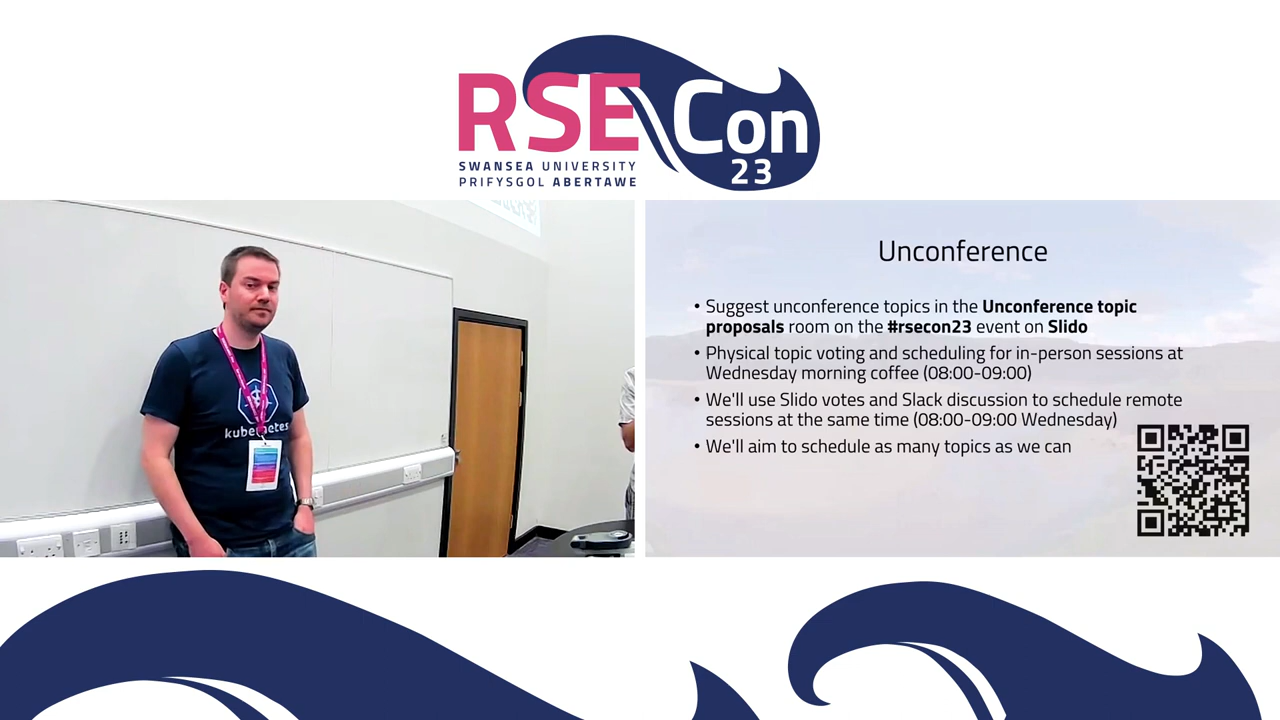 RSE Con
23
SWANSEA UNIVERSITY
PRIFYSGOL ABERTAWE
kubernetes
Unconference
• Suggest unconference topics in the Unconference topic
proposals room on the #rsecon23 event on Slido
• Physical topic voting and scheduling for in-person sessions at
Wednesday morning coffee (08:00-09:00)
• We'll use Slido votes and Slack discussion to schedule remote
sessions at the same time (08:00-09:00 Wednesday)
• We'll aim to schedule as many topics as we can